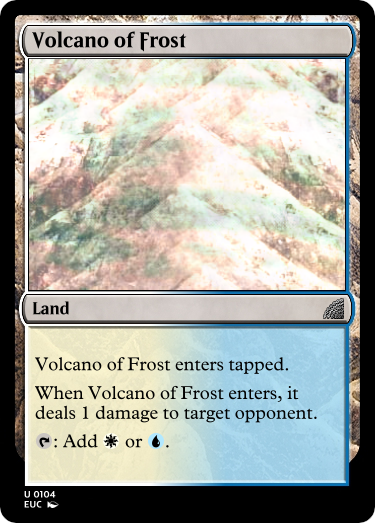 Volcano of Frost
Land
Volcano of Frost enters tapped.
When Volcano of Frost enters, it
deals 1 damage to target opponent.
: Add or .
U 0104
EUC